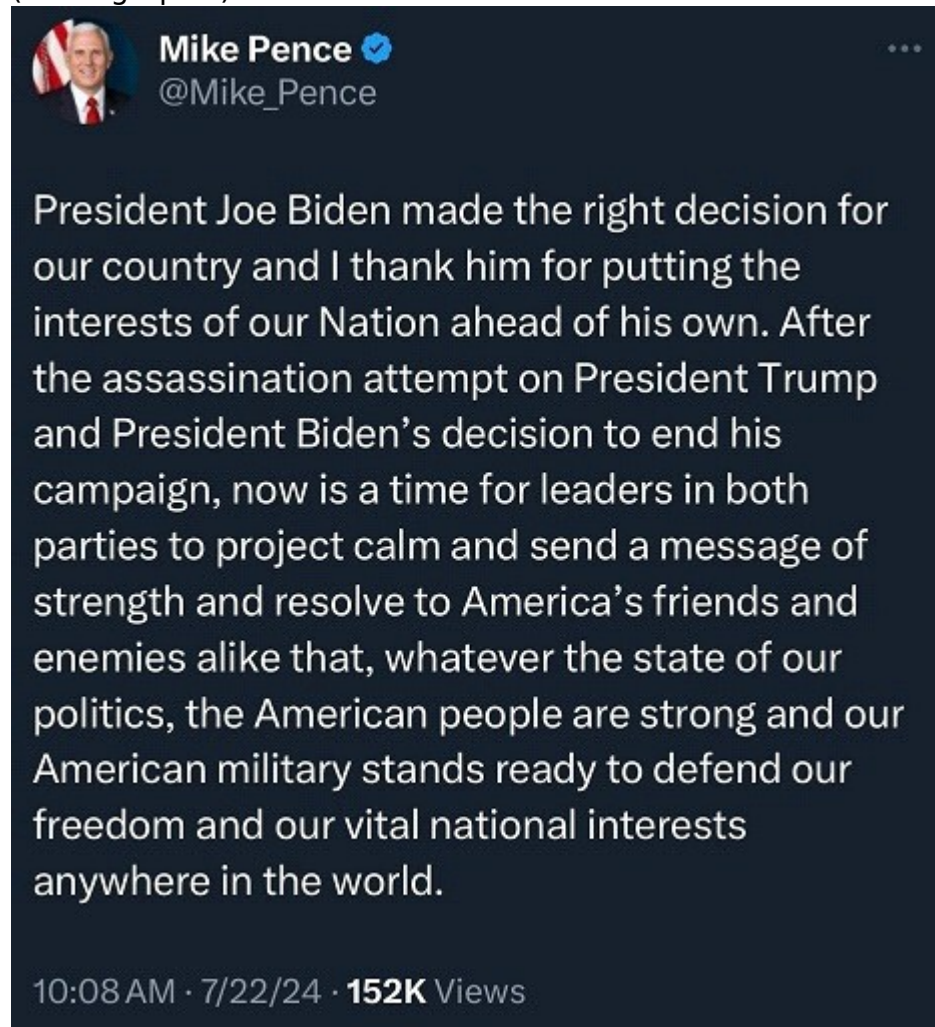 Mike Pence
@Mike_Pence
President Joe Biden made the right decision for
our country and I thank him for putting the
interests of our Nation ahead of his own. After
the assassination attempt on President Trump
and President Biden's decision to end his
campaign, now is a time for leaders in both
parties to project calm and send a message of
strength and resolve to America's friends and
enemies alike that, whatever the state of our
politics, the American people are strong and our
American military stands ready to defend our
freedom and our vital national interests
anywhere in the world.
10:08 AM · 7/22/24 · 152K Views